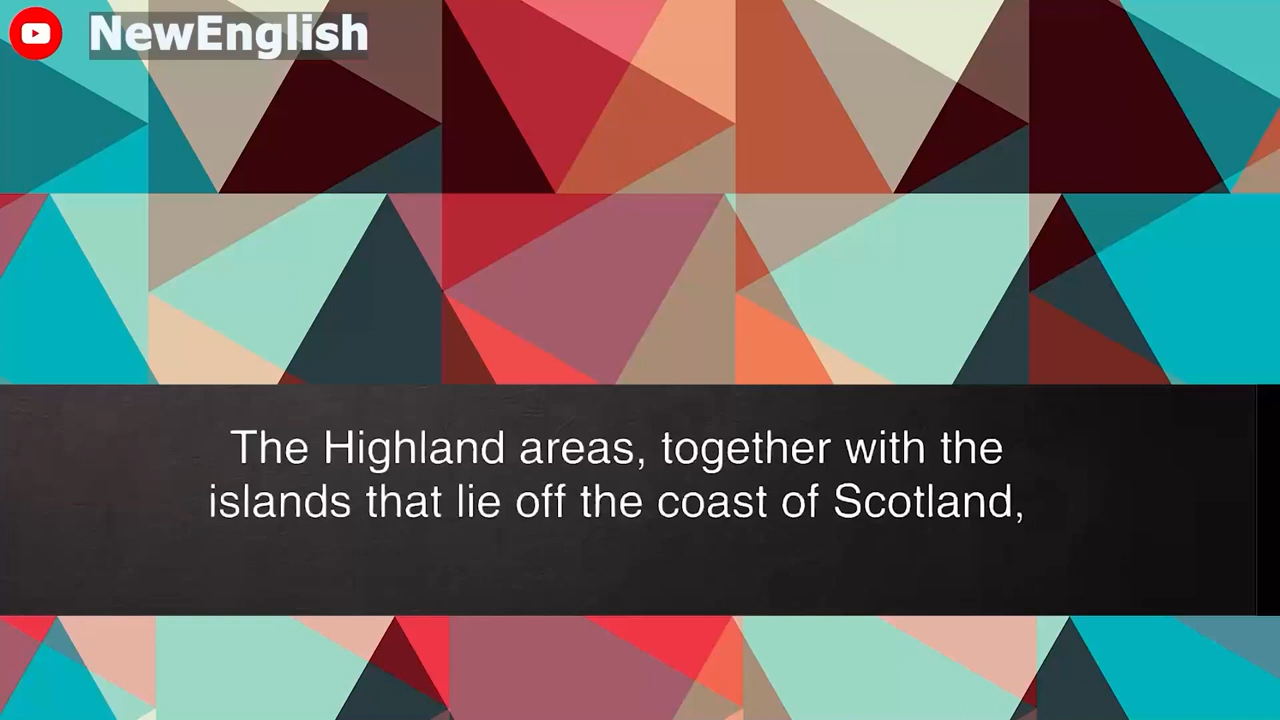 NewEnglish
The Highland areas, together with the
islands that lie off the coast of Scotland,